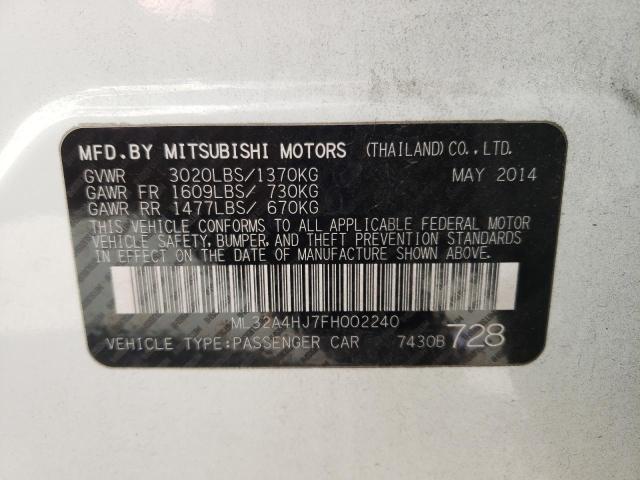 MFD.BY MITSUBISHI MOTORS (THAILAND)CO.,LTD.
GVWR 3020LBS/1370KG MAY 2014
GAWR FR 1609LBS/ 730KG
GAWR RR 1477LBS/ 670KG
THIS VEHICLE CONFORMS TO ALL APPLICABLE FEDERAL MOTOR
VEHICLE SAFETY, BUMPER, AND THEFT PREVENTION STANDARDS
IN EFFECT ON THE DATE OF MANUFACTURE SHOWN ABOVE.
ML32A4HJ7FH002240
VEHICLE TYPE:PASSENGER CAR 7430B 728